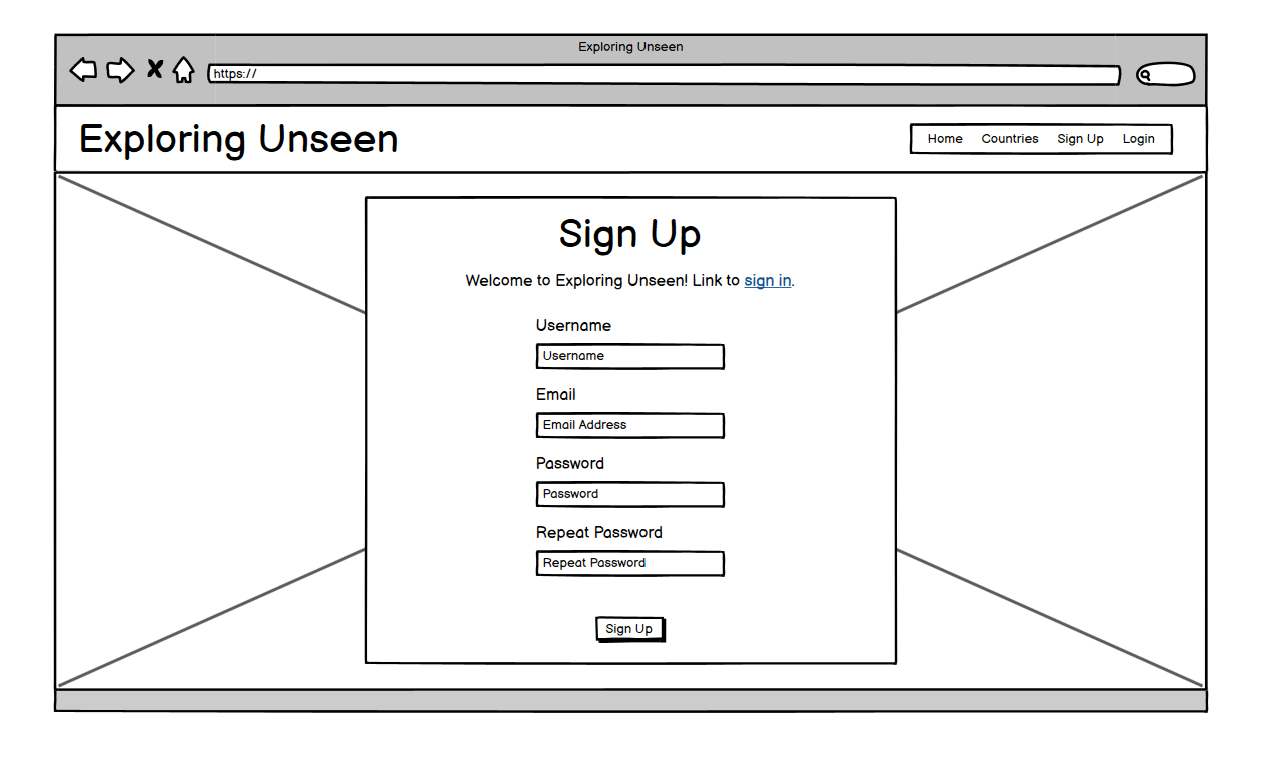 Exploring Unseen
https://
Exploring Unseen
Home Countries Sign Up Login
Sign Up
Welcome to Exploring Unseen! Link to sign in.
Username
Username
Email
Email Address
Password
Password
Repeat Password
Repeat Password
Sign Up